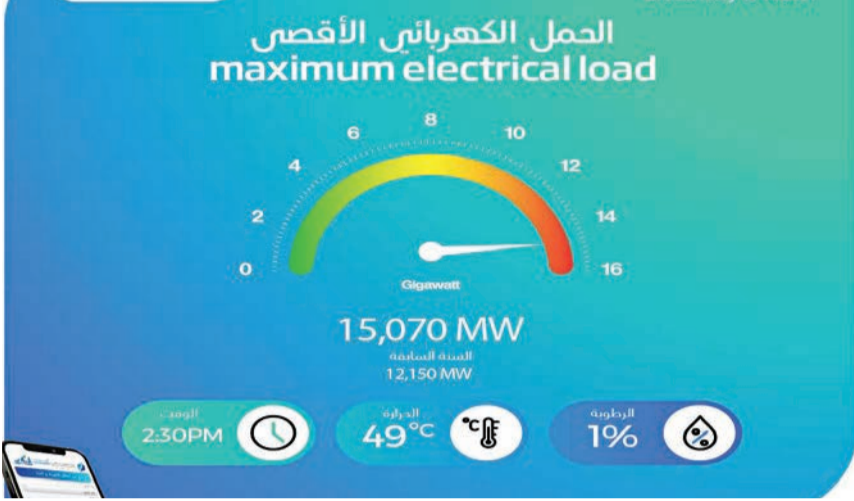 الحمل الكهربائي الأقصى
maximum electrical load
0
2
4
6
8
10
12
14
16
Gigawatt
15,070 MW
السنة السابقة
12,150 MW
الوقت
2:30PM
الحرارة
49°C
°C
الرطوبة
1%
%